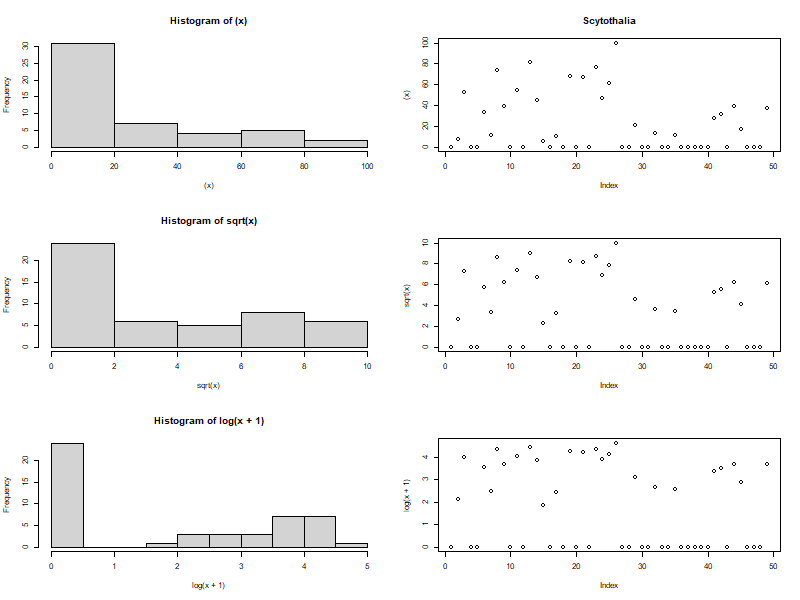 Histogram of (x)
Frequency
0 5 10 15 20 25 30
0 20 40 60 80 100
(x)
Scytothalia
(x)
0 20 40 60 80 100
0 10 20 30 40 50
Index
Histogram of sqrt(x)
Frequency
0 5 10 15 20
0 2 4 6 8 10
sqrt(x)
sqrt(x)
0 2 4 6 8 10
0 10 20 30 40 50
Index
Histogram of log(x + 1)
Frequency
0 5 10 15 20
0 1 2 3 4 5
log(x + 1)
log(x + 1)
0 1 2 3 4
0 10 20 30 40 50
Index